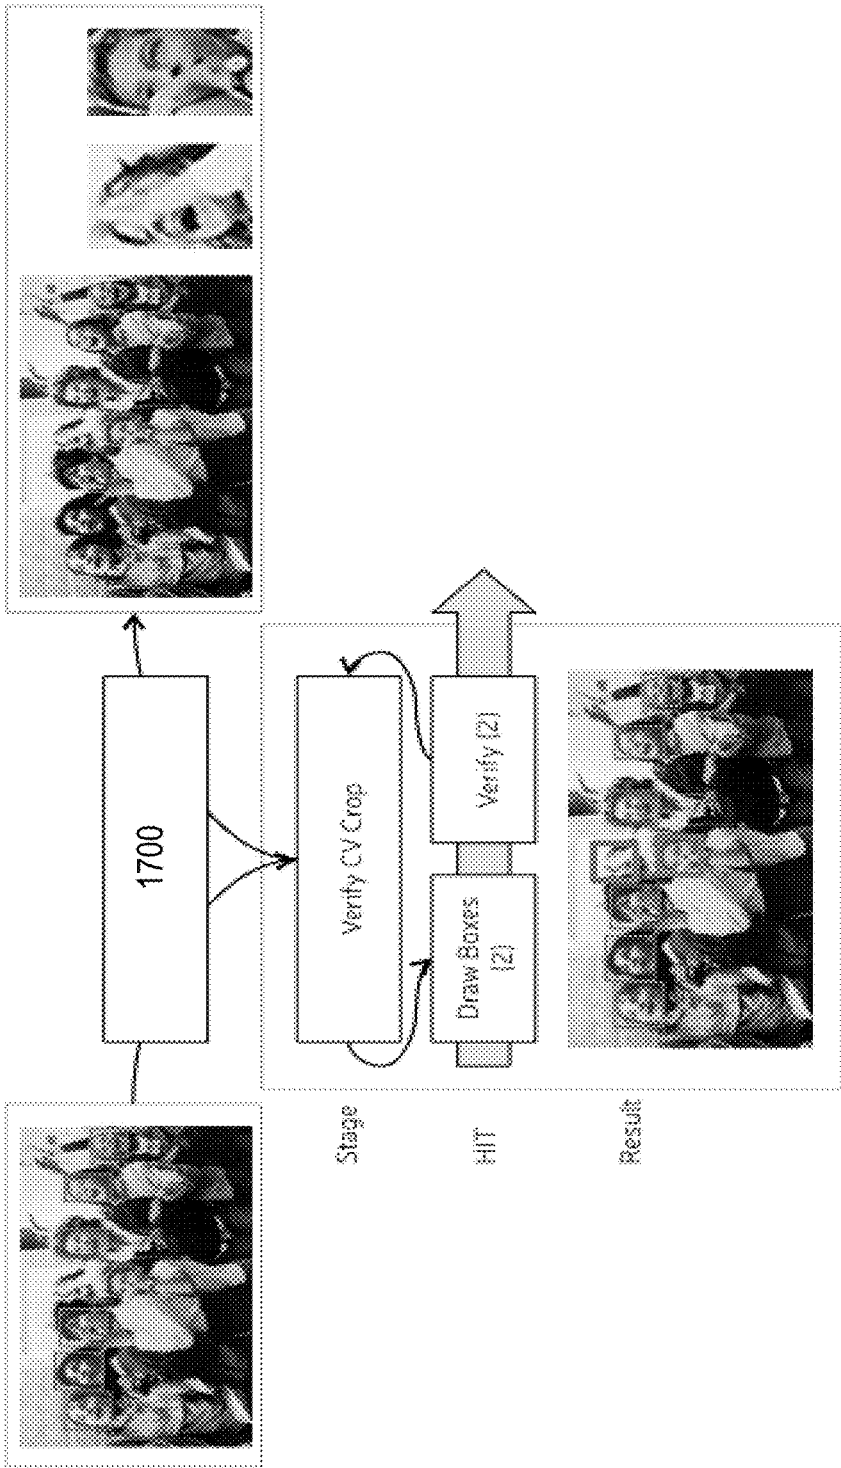 1700
Stage
Verify CV Crop
HIT
Draw Boxes
[2]
Verify [2]
Result